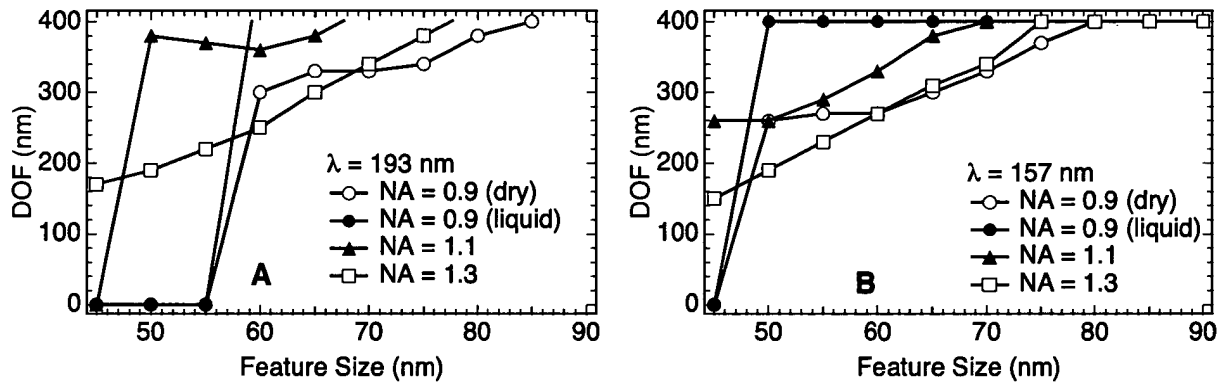 400
300
200
100
0
DOF (nm)
50 60 70 80 90
Feature Size (nm)
λ = 193 nm
NA = 0.9 (dry)
NA = 0.9 (liquid)
NA = 1.1
NA = 1.3
A
400
300
200
100
0
DOF (nm)
50 60 70 80 90
Feature Size (nm)
λ = 157 nm
NA = 0.9 (dry)
NA = 0.9 (liquid)
NA = 1.1
NA = 1.3
B